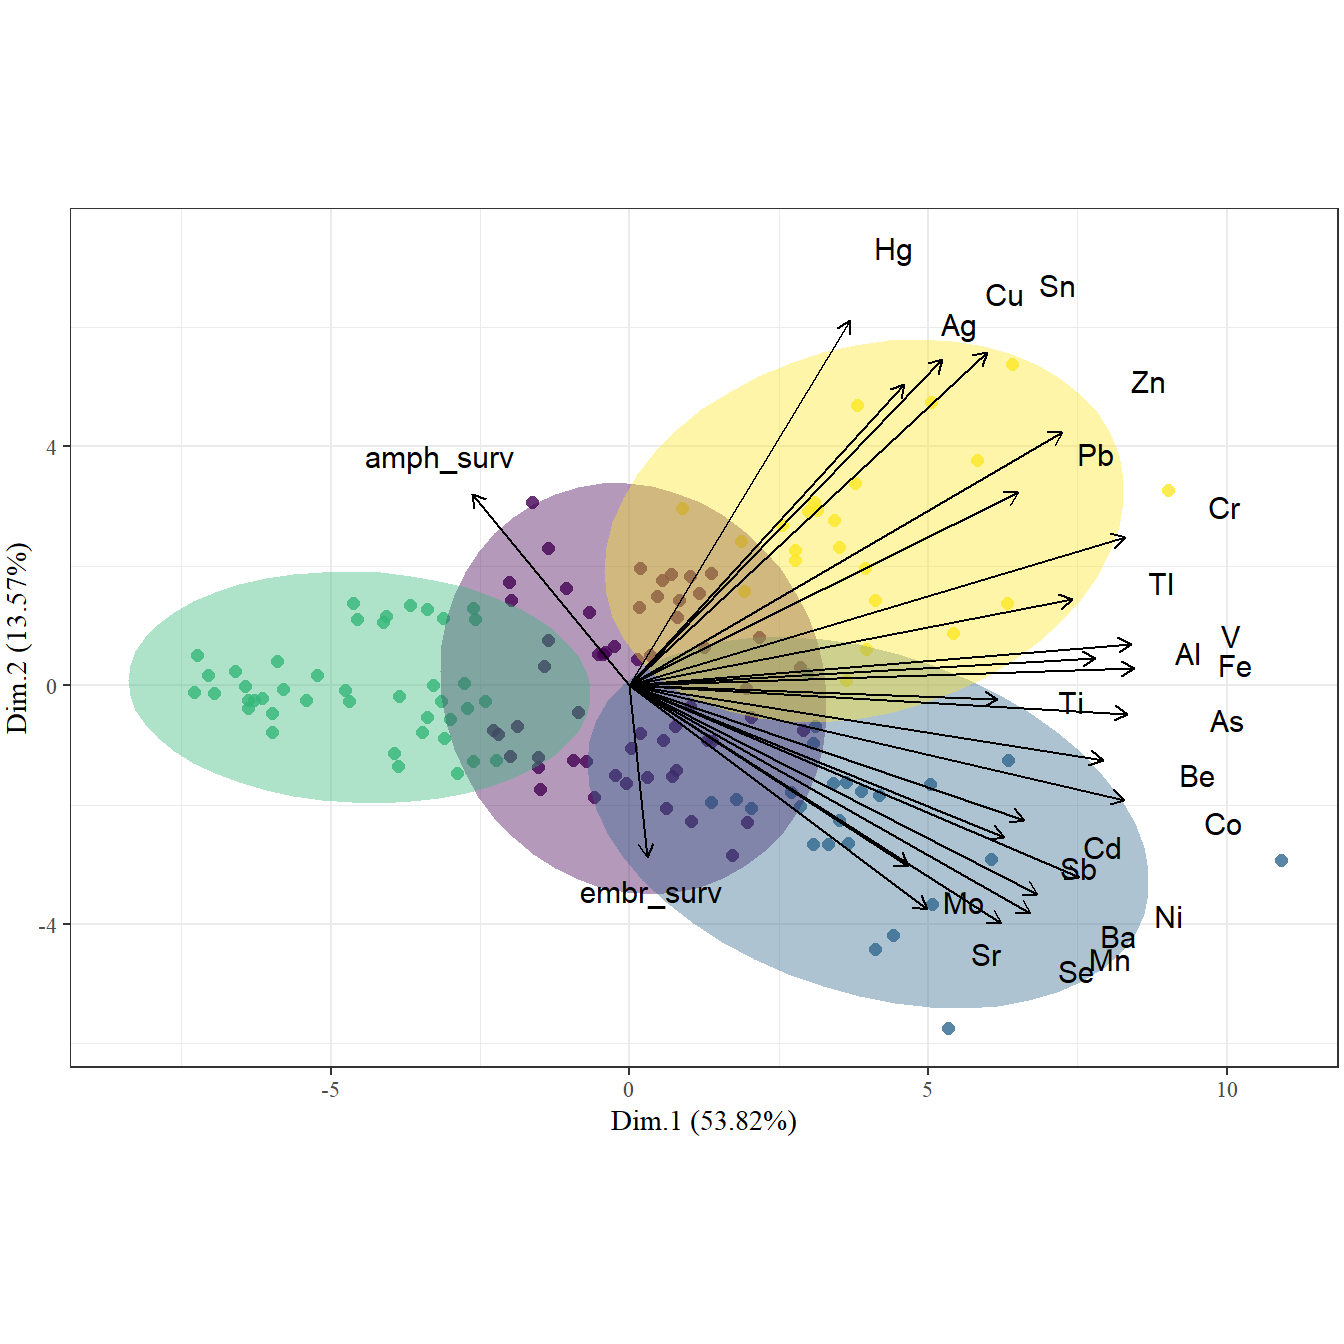 Hg
Sn
Cu
Ag
Zn
Pb
amph_surv
Cr
Tl
V
Al
Fe
Ti
As
Be
Co
Cd
Sb
embr_surv
Mo
Ni
Ba
Sr
Mn
Se
4
0
-4
Dim.2 (13.57%)
-5
0
5
10
Dim.1 (53.82%)